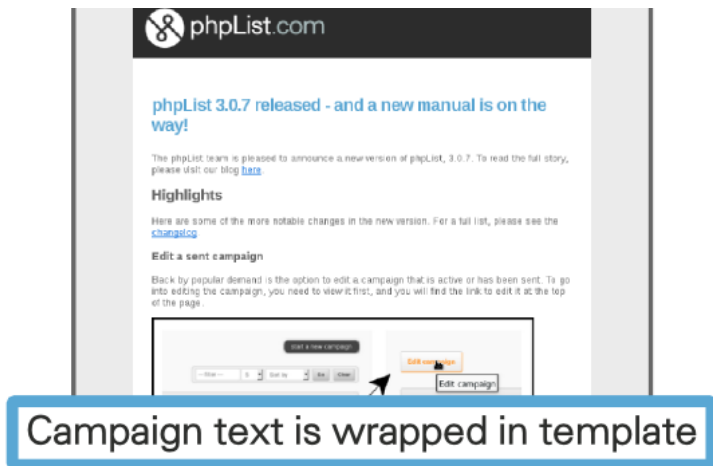 phpList.com
phpList 3.0.7 released - and a new manual is on the
way!
The phpList team is pleased to announce a new version of phpList, 3.0.7. To read the full story,
please visit our blog here.
Highlights
Here are some of the more notable changes in the new version. For a full list, please see the
changelog
Edit a sent campaign
Back by popular demand is the option to edit a campaign that is active or has been sent. To go
into editing the campaign, you need to view it first, and you will find the link to edit it at the top
of the page.
start a new campaign
Edit campaign
-- filter --
Sort by
Go
Clear
Edit campaign
Campaign text is wrapped in template